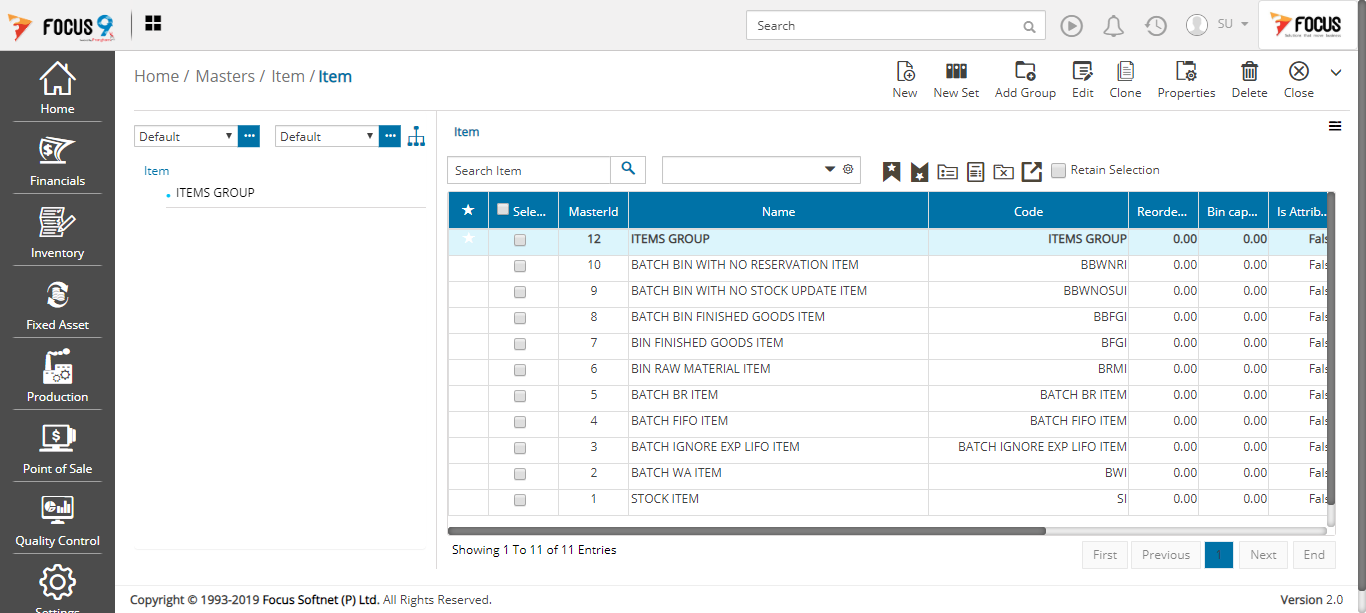 FOCUS 9
Search
SU
FOCUS
Home / Masters / Item / Item
New
New Set
Add Group
Edit
Clone
Properties
Delete
Close
Home
Financials
Inventory
Fixed Asset
Production
Point of Sale
Quality Control
Settings
Default
Default
Item
ITEMS GROUP
Item
Search Item
Retain Selection
Sele... MasterId Name Code Reorde... Bin cap... Is Attrib..
12 ITEMS GROUP ITEMS GROUP 0.00 0.00 Fals
10 BATCH BIN WITH NO RESERVATION ITEM BBWNRI 0.00 0.00 Fals
9 BATCH BIN WITH NO STOCK UPDATE ITEM BBWNOSUI 0.00 0.00 Fals
8 BATCH BIN FINISHED GOODS ITEM BBFGI 0.00 0.00 Fals
7 BIN FINISHED GOODS ITEM BFGI 0.00 0.00 Fals
6 BIN RAW MATERIAL ITEM BRMI 0.00 0.00 Fals
5 BATCH BR ITEM BATCH BR ITEM 0.00 0.00 Fals
4 BATCH FIFO ITEM BATCH FIFO ITEM 0.00 0.00 Fals
3 BATCH IGNORE EXP LIFO ITEM BATCH IGNORE EXP LIFO ITEM 0.00 0.00 Fals
2 BATCH WA ITEM BWI 0.00 0.00 Fals
1 STOCK ITEM SI 0.00 0.00 Fals
Showing 1 To 11 of 11 Entries
First Previous 1 Next End
Copyright © 1993-2019 Focus Softnet (P) Ltd. All Rights Reserved.
Version 2.0